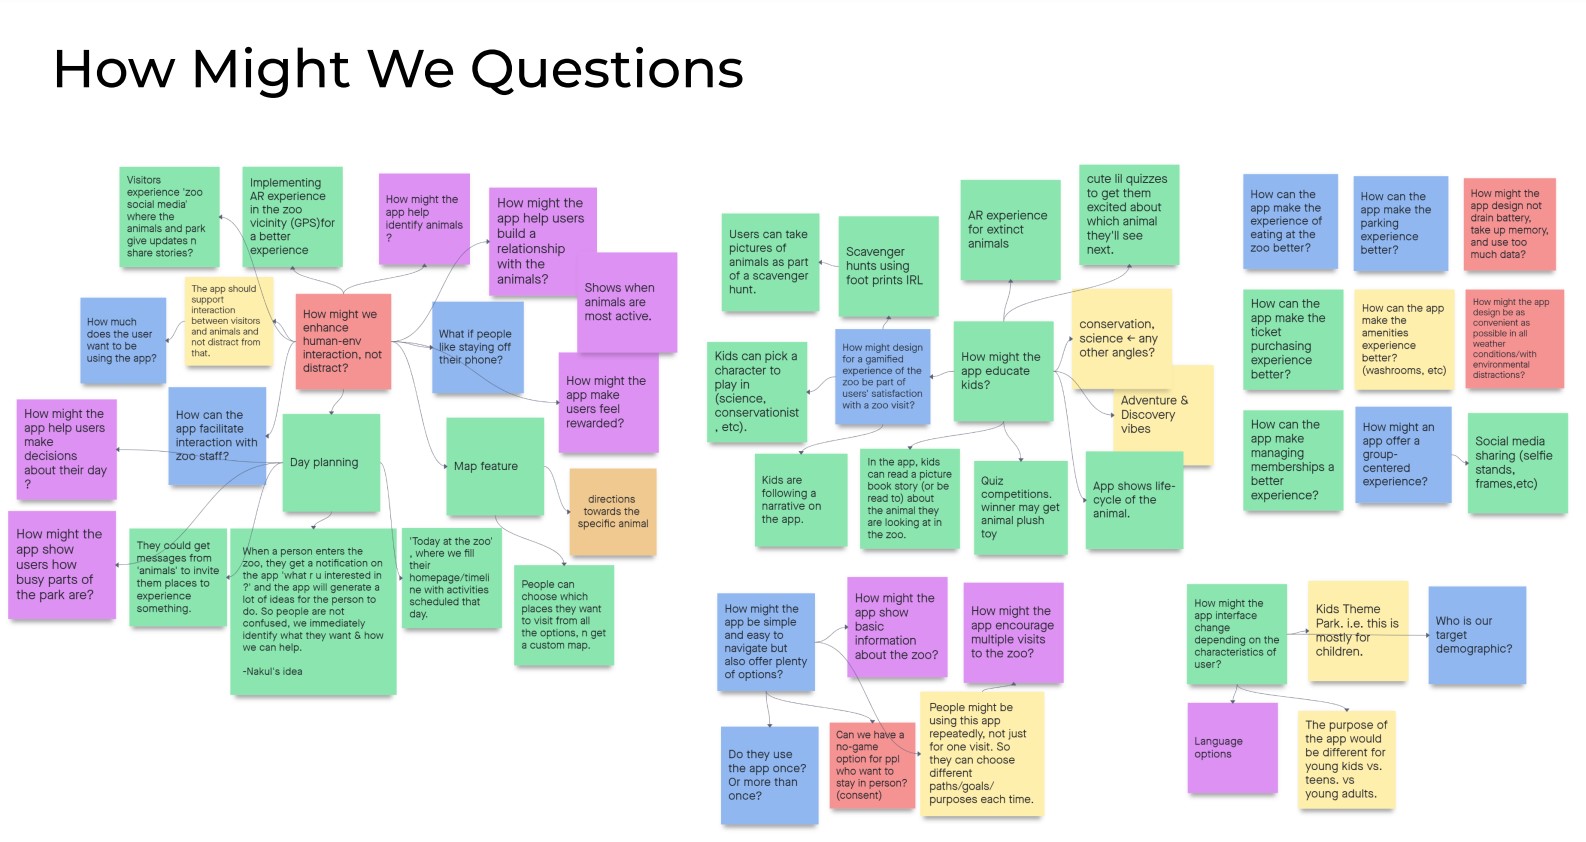 How Might We Questions
Visitors
experience 'zoo
social media'
where the
animals and park
give updates n
share stories?
Implementing
AR experience
in the zoo
vicinity (GPS)for
a better
experience
How might the
app help
identify animals
?
How might the
app help users
build a
relationship
with the
animals?
Shows when
animals are
most active.
How much
does the user
want to be
using the app?
The app should
support
interaction
between visitors
and animals and
not distract from
that.
How might we
enhance
human-env
interaction, not
distract?
What if people
like staying off
their phone?
How might the
app make
users feel
rewarded?
How might the
app help users
make
decisions
about their day
?
How can the
app facilitate
interaction with
zoo staff?
Day planning
Map feature
directions
towards the
specific animal
How might the
app show
users how
busy parts of
the park are?
They could get
messages from
'animals' to invite
them places to
experience
something.
When a person enters the
zoo, they get a notification on
the app 'what r u interested in
?' and the app will generate a
lot of ideas for the person to
do. So people are not
confused, we immediately
identify what they want & how
we can help.
-Nakul's idea
'Today at the zoo'
, where we fill
their
homepage/timeli
ne with activities
scheduled that
day.
People can
choose which
places they want
to visit from all
the options, n get
a custom map.
Users can take
pictures of
animals as part
of a scavenger
hunt.
Scavenger
hunts using
foot prints IRL
AR experience
for extinct
animals
cute lil quizzes
to get them
excited about
which animal
they'll see
next.
Kids can pick a
character to
play in
(science,
conservationist
, etc).
How might design
for a gamified
experience of the
zoo be part of
users' satisfaction
with a zoo visit?
How might the
app educate
kids?
conservation,
science ← any
other angles?
Adventure &
Discovery
vibes
Kids are
following a
narrative on
the app.
In the app, kids
can read a picture
book story (or be
read to) about
the animal they
are looking at in
the zoo.
Quiz
competitions.
winner may get
animal plush
toy
App shows life-
cycle of the
animal.
How can the
app make the
experience of
eating at the
zoo better?
How can the
app make the
parking
experience
better?
How might the
app design not
drain battery,
take up memory,
and use too
much data?
How can the
app make the
ticket
purchasing
experience
better?
How can the app
make the
amenities
experience
better?
(washrooms, etc)
How might the app
design be as
convenient as
possible in all
weather
conditions/with
environmental
distractions?
How can the
app make
managing
memberships a
better
experience?
How might an
app offer a
group-
centered
experience?
Social media
sharing (selfie
stands,
frames,etc)
How might the
app be simple
and easy to
navigate but
also offer plenty
of options?
How might the
app show
basic
information
about the zoo?
How might the
app encourage
multiple visits
to the zoo?
Do they use
the app once?
Or more than
once?
Can we have a
no-game
option for ppl
who want to
stay in person?
(consent)
People might be
using this app
repeatedly, not just
for one visit. So
they can choose
different
paths/goals/
purposes each time.
How might the
app interface
change
depending on the
characteristics of
user?
Kids Theme
Park. i.e. this is
mostly for
children.
Who is our
target
demographic?
Language
options
The purpose of
the app would
be different for
young kids vs.
teens. vs
young adults.